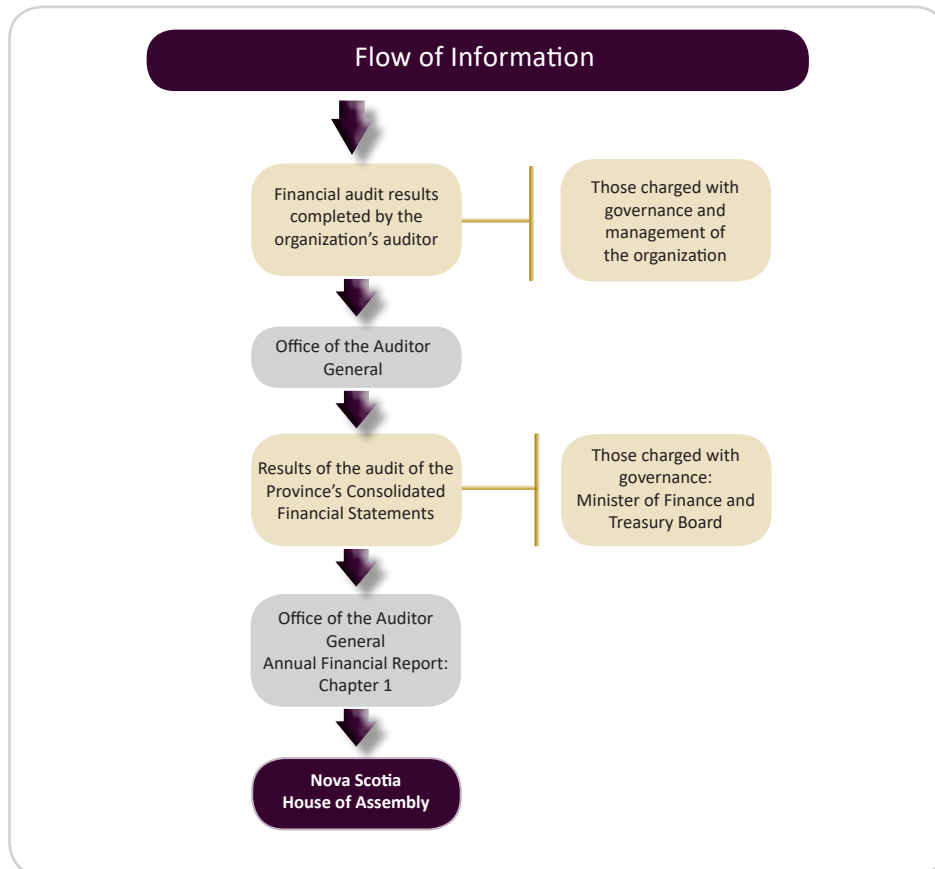 Flow of Information
Financial audit results
completed by the
organization's auditor
Those charged with
governance and
management of
the organization
Office of the Auditor
General
Results of the audit of the
Province's Consolidated
Financial Statements
Those charged with
governance:
Minister of Finance and
Treasury Board
Office of the Auditor
General
Annual Financial Report:
Chapter 1
Nova Scotia
House of Assembly